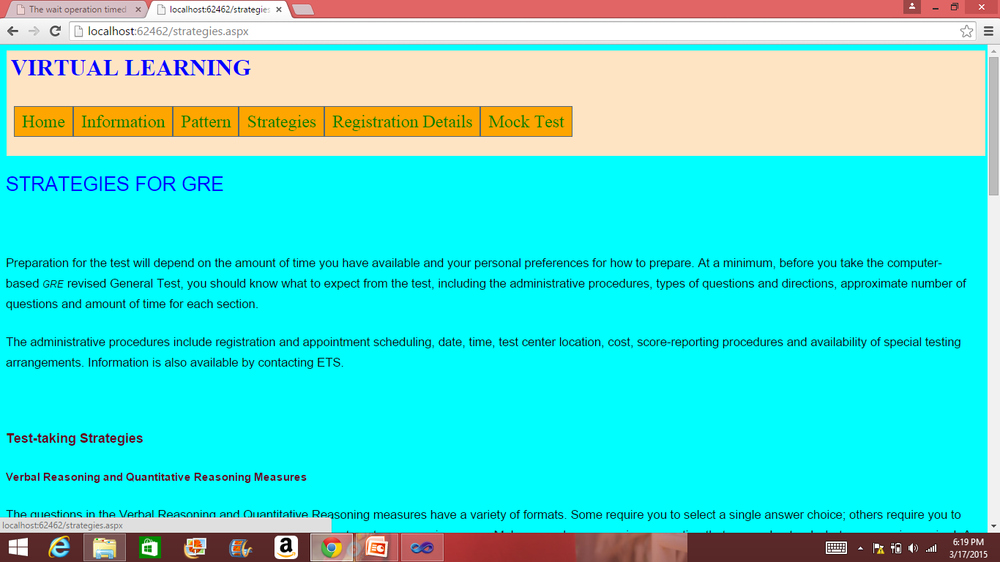 The wait operation timed
localhost:62462/strategies
localhost:62462/strategies.aspx
VIRTUAL LEARNING
Home Information Pattern Strategies Registration Details Mock Test
STRATEGIES FOR GRE
Preparation for the test will depend on the amount of time you have available and your personal preferences for how to prepare. At a minimum, before you take the computer-
based GRE revised General Test, you should know what to expect from the test, including the administrative procedures, types of questions and directions, approximate number of
questions and amount of time for each section.
The administrative procedures include registration and appointment scheduling, date, time, test center location, cost, score-reporting procedures and availability of special testing
arrangements. Information is also available by contacting ETS.
Test-taking Strategies
Verbal Reasoning and Quantitative Reasoning Measures
The questions in the Verbal Reasoning and Quantitative Reasoning measures have a variety of formats. Some require you to select a single answer choice; others require you to
localhost:62462/strategies.aspx
6:19 PM
3/17/2015